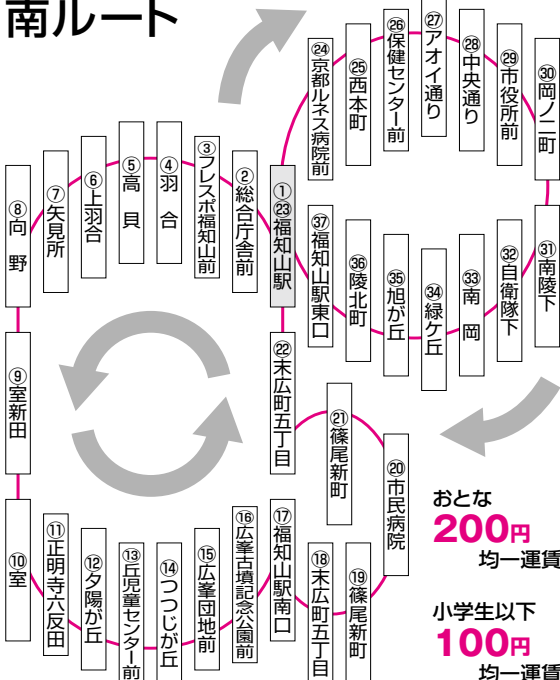 南ルート
①㉓福知山駅
②総合庁舎前
③フレスポ福知山前
④羽合
⑤高貝
⑥上羽合
⑦矢見所
⑧向野
⑨室新田
⑩室
⑪正明寺六反田
⑫夕陽が丘
⑬丘児童センター前
⑭つつじが丘
⑮広峯団地前
⑯広峯古墳記念公園前
⑰福知山駅南口
⑱末広町五丁目
⑲篠尾新町
⑳市民病院
㉑篠尾新町
㉒末広町五丁目
㉔京都ルネス病院前
㉕西本町
㉖保健センター前
㉗アオイ通り
㉘中央通り
㉙市役所前
㉚岡ノ二町
㉛南陵下
㉜自衛隊下
㉝南岡
㉞緑ケ丘
㉟旭が丘
㊱陵北町
㊲福知山駅東口
おとな
200円
均一運賃
小学生以下
100円
均一運賃